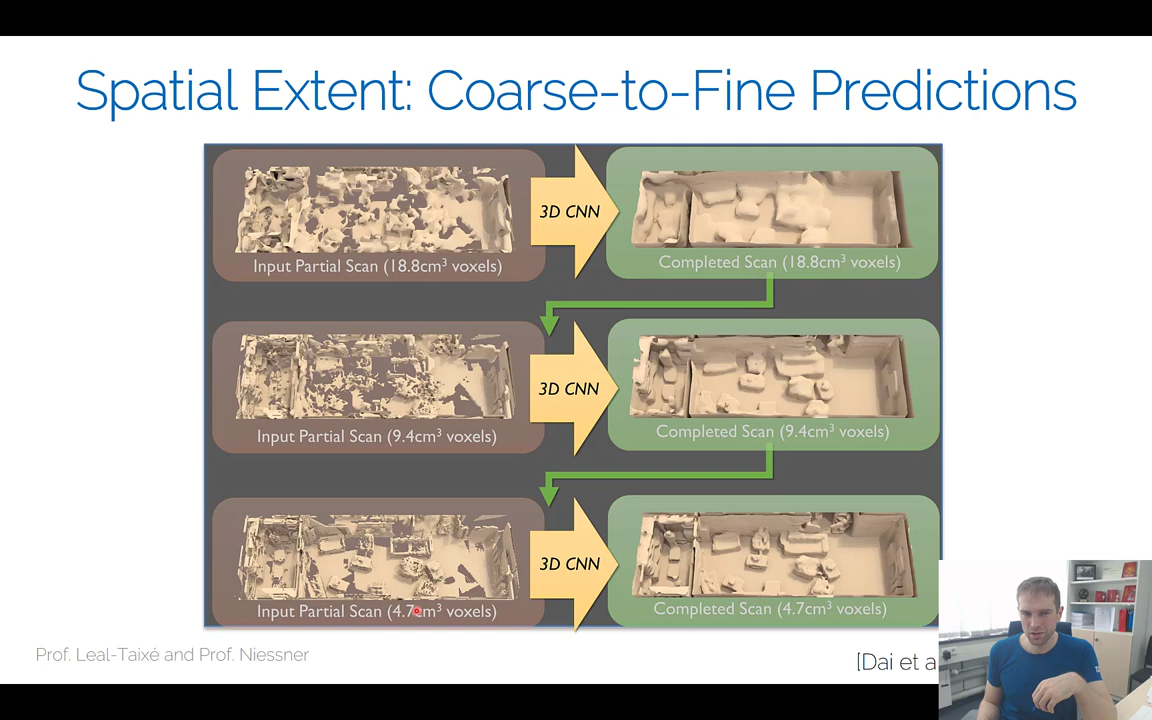 Spatial Extent: Coarse-to-Fine Predictions
3D CNN
Input Partial Scan (18.8cm³ voxels)
Completed Scan (18.8cm³ voxels)
3D CNN
Input Partial Scan (9.4cm³ voxels)
Completed Scan (9.4cm³ voxels)
3D CNN
Input Partial Scan (4.7cm³ voxels)
Completed Scan (4.7cm³ voxels)
Prof. Leal-Taixé and Prof. Niessner
[Dai et a